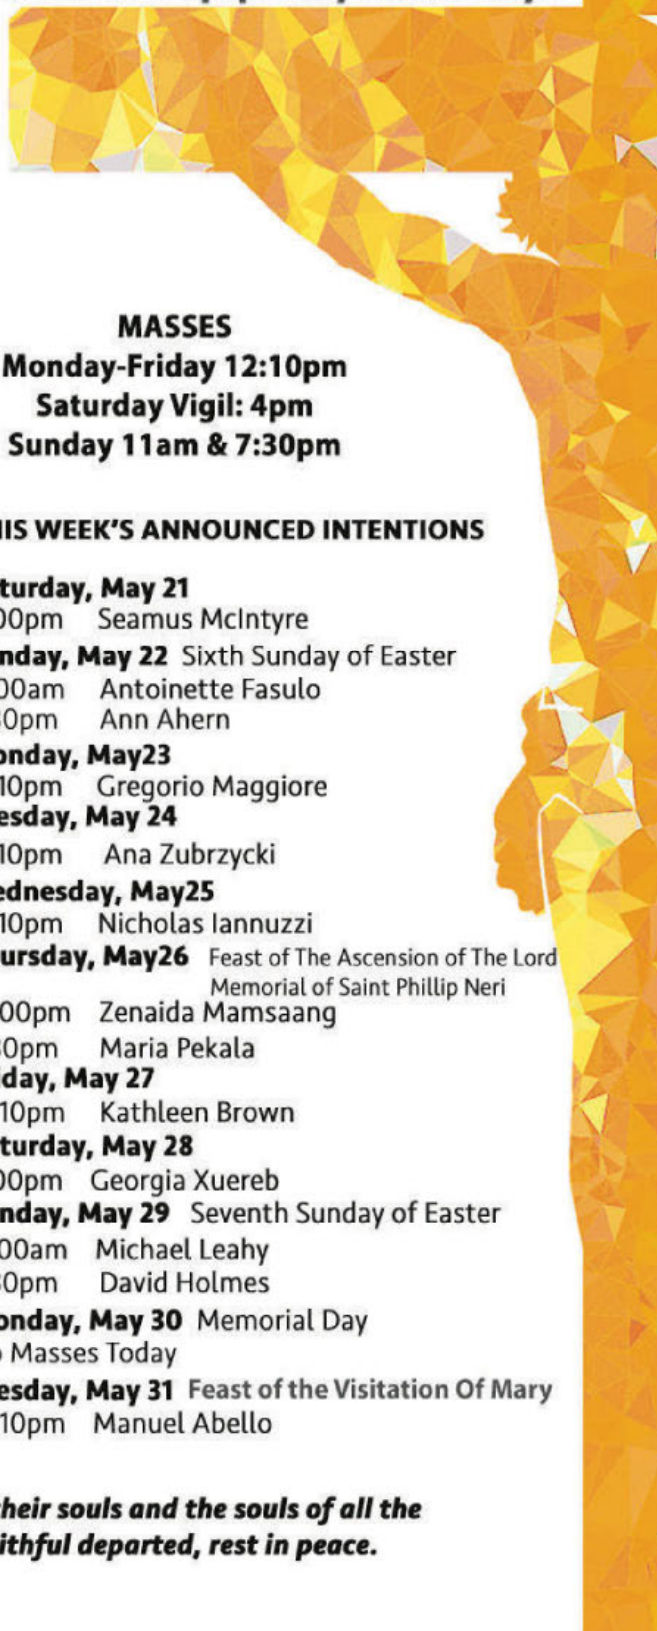 MASSES
Monday-Friday 12:10pm
Saturday Vigil: 4pm
Sunday 11am & 7:30pm
HIS WEEK'S ANNOUNCED INTENTIONS
turday, May 21
00pm Seamus McIntyre
nday, May 22 Sixth Sunday of Easter
00am Antoinette Fasulo
0pm Ann Ahern
onday, May23
10pm Gregorio Maggiore
esday, May 24
10pm Ana Zubrzycki
ednesday, May25
10pm Nicholas Iannuzzi
ursday, May26 Feast of The Ascension of The Lord
Memorial of Saint Phillip Neri
00pm Zenaida Mamsaang
0pm Maria Pekala
iday, May 27
10pm Kathleen Brown
turday, May 28
00pm Georgia Xuereb
nday, May 29 Seventh Sunday of Easter
00am Michael Leahy
0pm David Holmes
onday, May 30 Memorial Day
Masses Today
esday, May 31 Feast of the Visitation Of Mary
10pm Manuel Abello
their souls and the souls of all the
ithful departed, rest in peace.